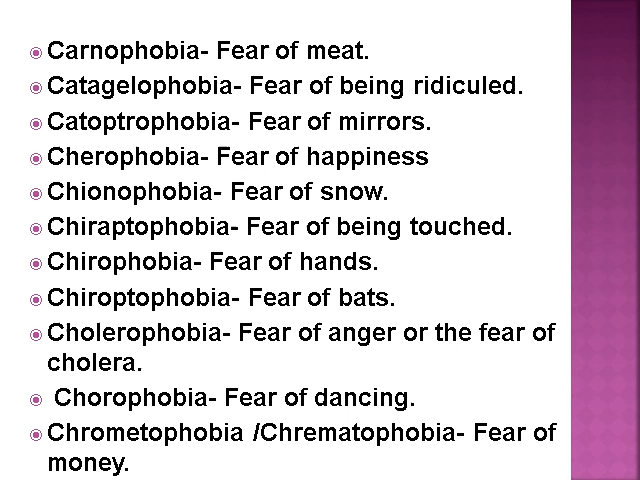 Carnophobia- Fear of meat.
Catagelophobia- Fear of being ridiculed.
Catoptrophobia- Fear of mirrors.
Cherophobia- Fear of happiness
Chionophobia- Fear of snow.
Chiraptophobia- Fear of being touched.
Chirophobia- Fear of hands.
Chiroptophobia- Fear of bats.
Cholerophobia- Fear of anger or the fear of
cholera.
Chorophobia- Fear of dancing.
Chrometophobia /Chrematophobia- Fear of
money.